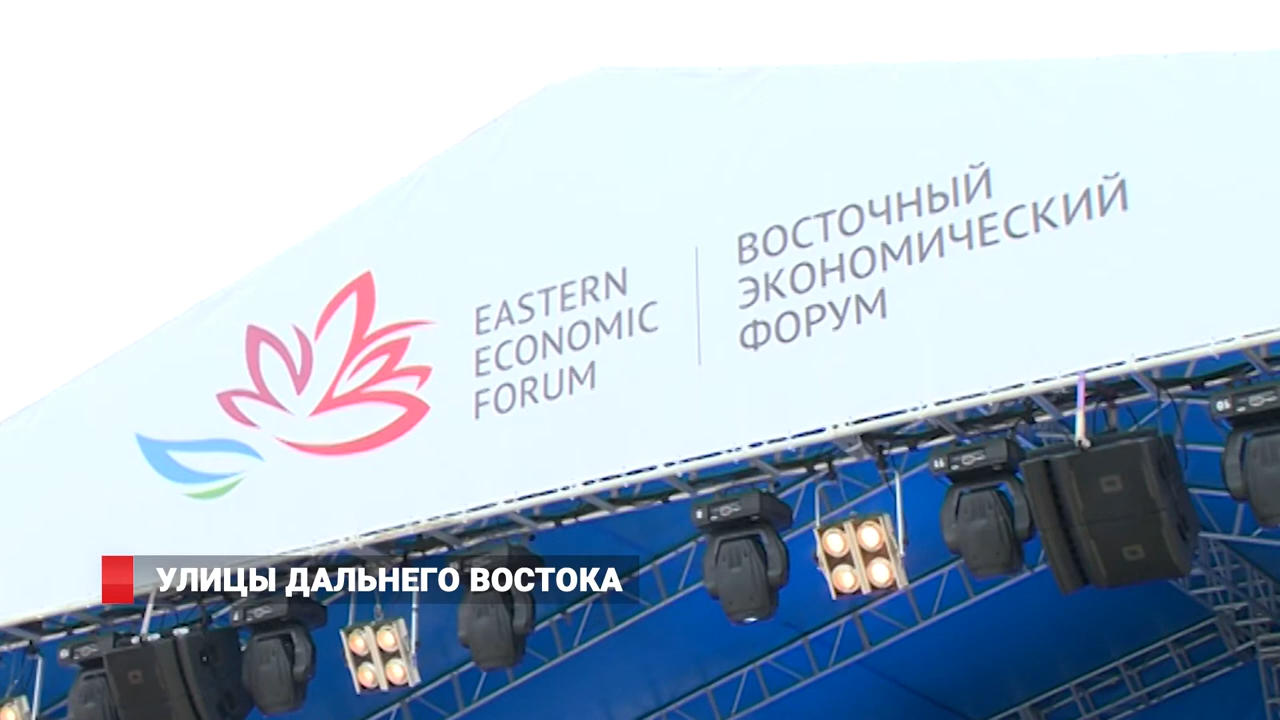 EASTERN
ECONOMIC
FORUM
ВОСТОЧНЫЙ
ЭКОНОМИЧЕСКИЙ
ФОРУМ
УЛИЦЫ ДАЛЬНЕГО ВОСТОКА